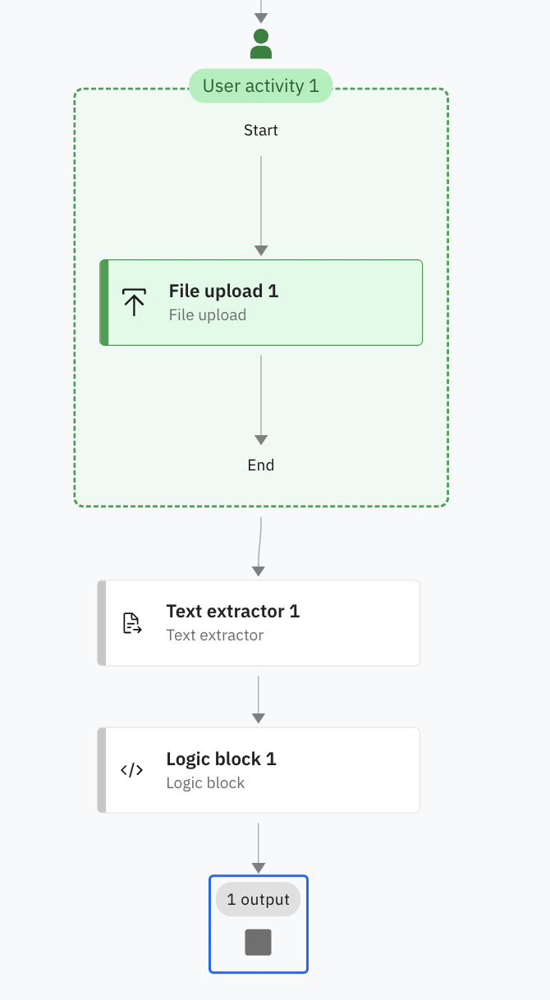 User activity 1
Start
File upload 1
File upload
End
Text extractor 1
Text extractor
Logic block 1
Logic block
1 output